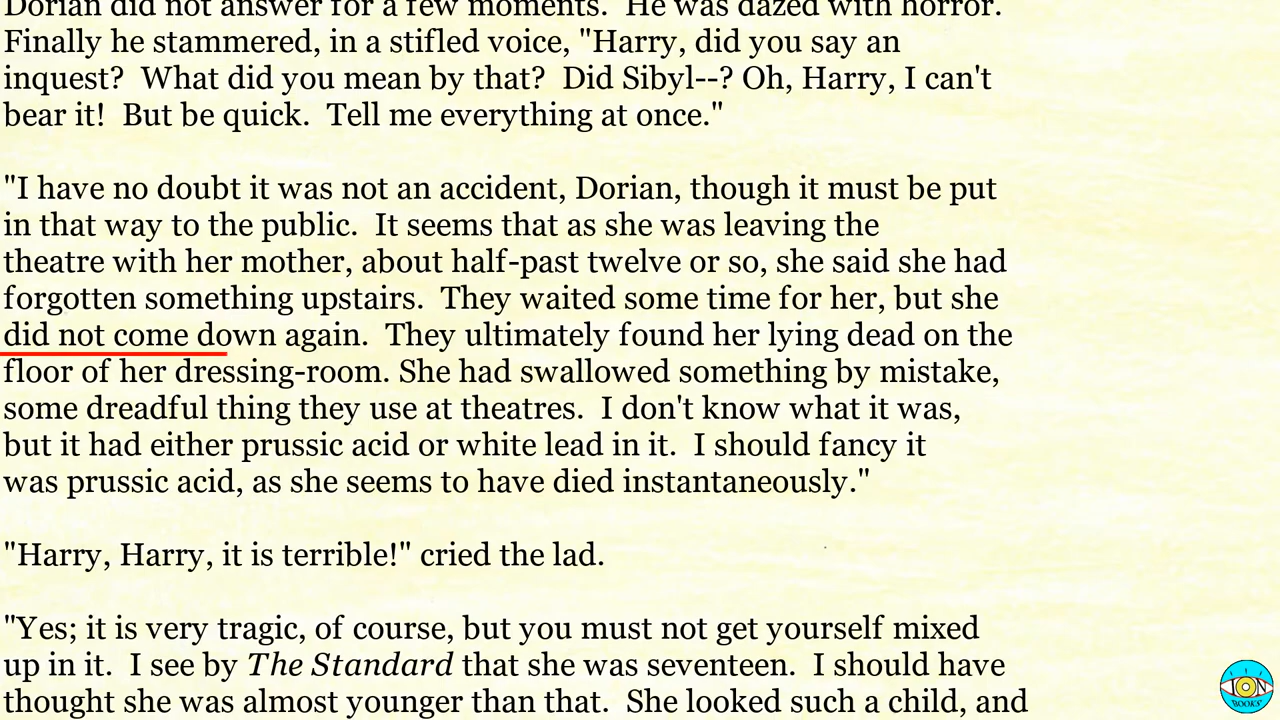 Dorian did not answer for a few moments.  He was dazed with horror.
Finally he stammered, in a stifled voice, "Harry, did you say an
inquest?  What did you mean by that?  Did Sibyl--? Oh, Harry, I can't
bear it!  But be quick.  Tell me everything at once."
"I have no doubt it was not an accident, Dorian, though it must be put
in that way to the public.  It seems that as she was leaving the
theatre with her mother, about half-past twelve or so, she said she had
forgotten something upstairs.  They waited some time for her, but she
did not come down again.  They ultimately found her lying dead on the
floor of her dressing-room. She had swallowed something by mistake,
some dreadful thing they use at theatres.  I don't know what it was,
but it had either prussic acid or white lead in it.  I should fancy it
was prussic acid, as she seems to have died instantaneously."
"Harry, Harry, it is terrible!" cried the lad.
"Yes; it is very tragic, of course, but you must not get yourself mixed
up in it.  I see by The Standard that she was seventeen.  I should have
thought she was almost younger than that.  She looked such a child, and
ION
BOOKS